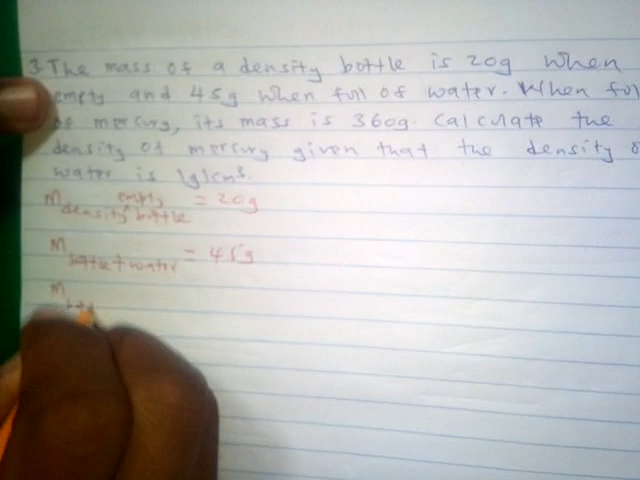 3. The mass of a density bottle is 20g when
empty and 45g when full of water. When ful
of mercury, its mass is 360g. Calculate the
density of mercury given that the density o
water is 1g/cm³.
M empty density bottle = 20g
M bottle + water = 45g
M